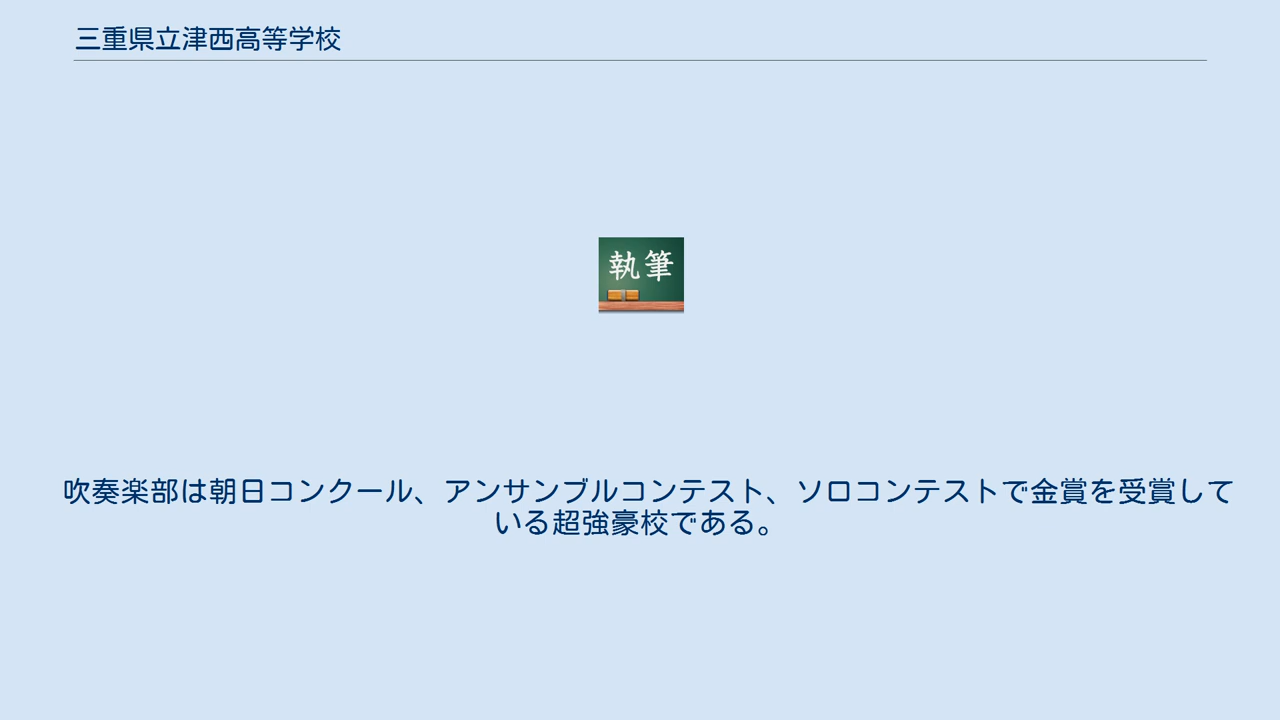 三重県立津西高等学校
執筆
吹奏楽部は朝日コンクール、アンサンブルコンテスト、ソロコンテストで金賞を受賞して
いる超強豪校である。